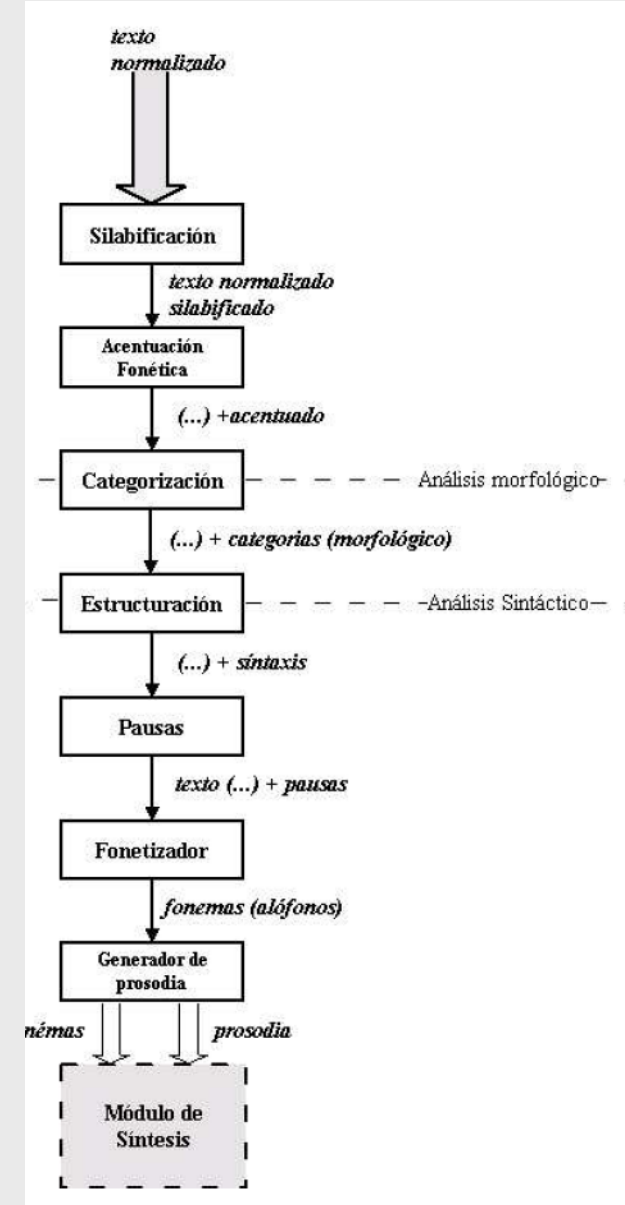 texto
normalizado
Silabificación
texto normalizado
silabificado
Acentuación
Fonética
(...) +acentuado
Categorización
Análisis morfológico
(...) + categorias (morfológico)
Estructuración
Análisis Sintáctico
(...) + síntaxis
Pausas
texto (...) + pausas
Fonetizador
fonemas (alófonos)
Generador de
prosodia
némas
prosodia
Módulo de
Síntesis